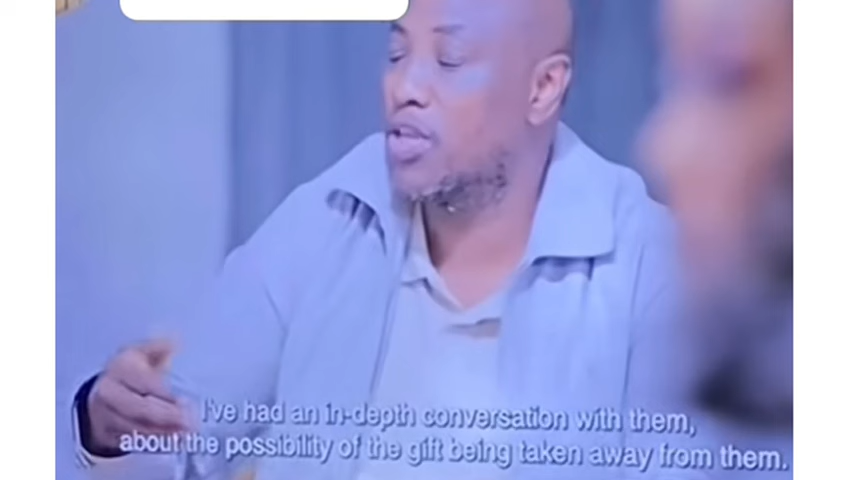 I've had an in-depth conversation with them,
about the possibility of the gift being taken away from them.